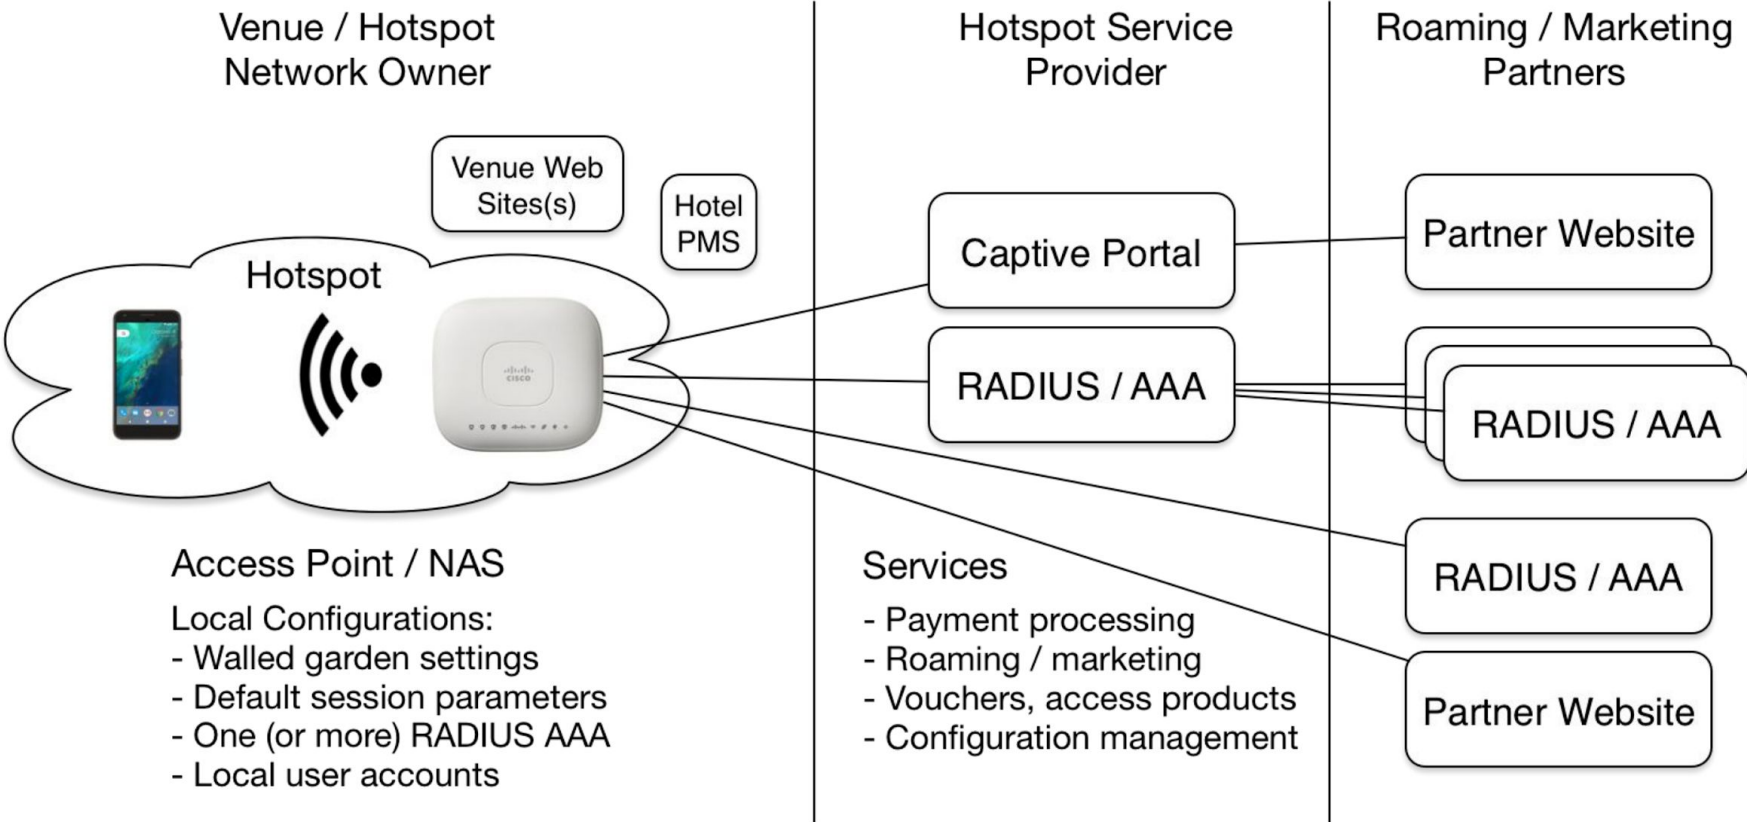 Venue / Hotspot
Network Owner
Hotspot Service
Provider
Roaming / Marketing
Partners
Venue Web
Sites(s)
Hotel
PMS
Hotspot
CISCO
Captive Portal
RADIUS / AAA
Partner Website
RADIUS / AAA
RADIUS / AAA
Partner Website
Access Point / NAS
Local Configurations:
- Walled garden settings
- Default session parameters
- One (or more) RADIUS AAA
- Local user accounts
Services
- Payment processing
- Roaming / marketing
- Vouchers, access products
- Configuration management